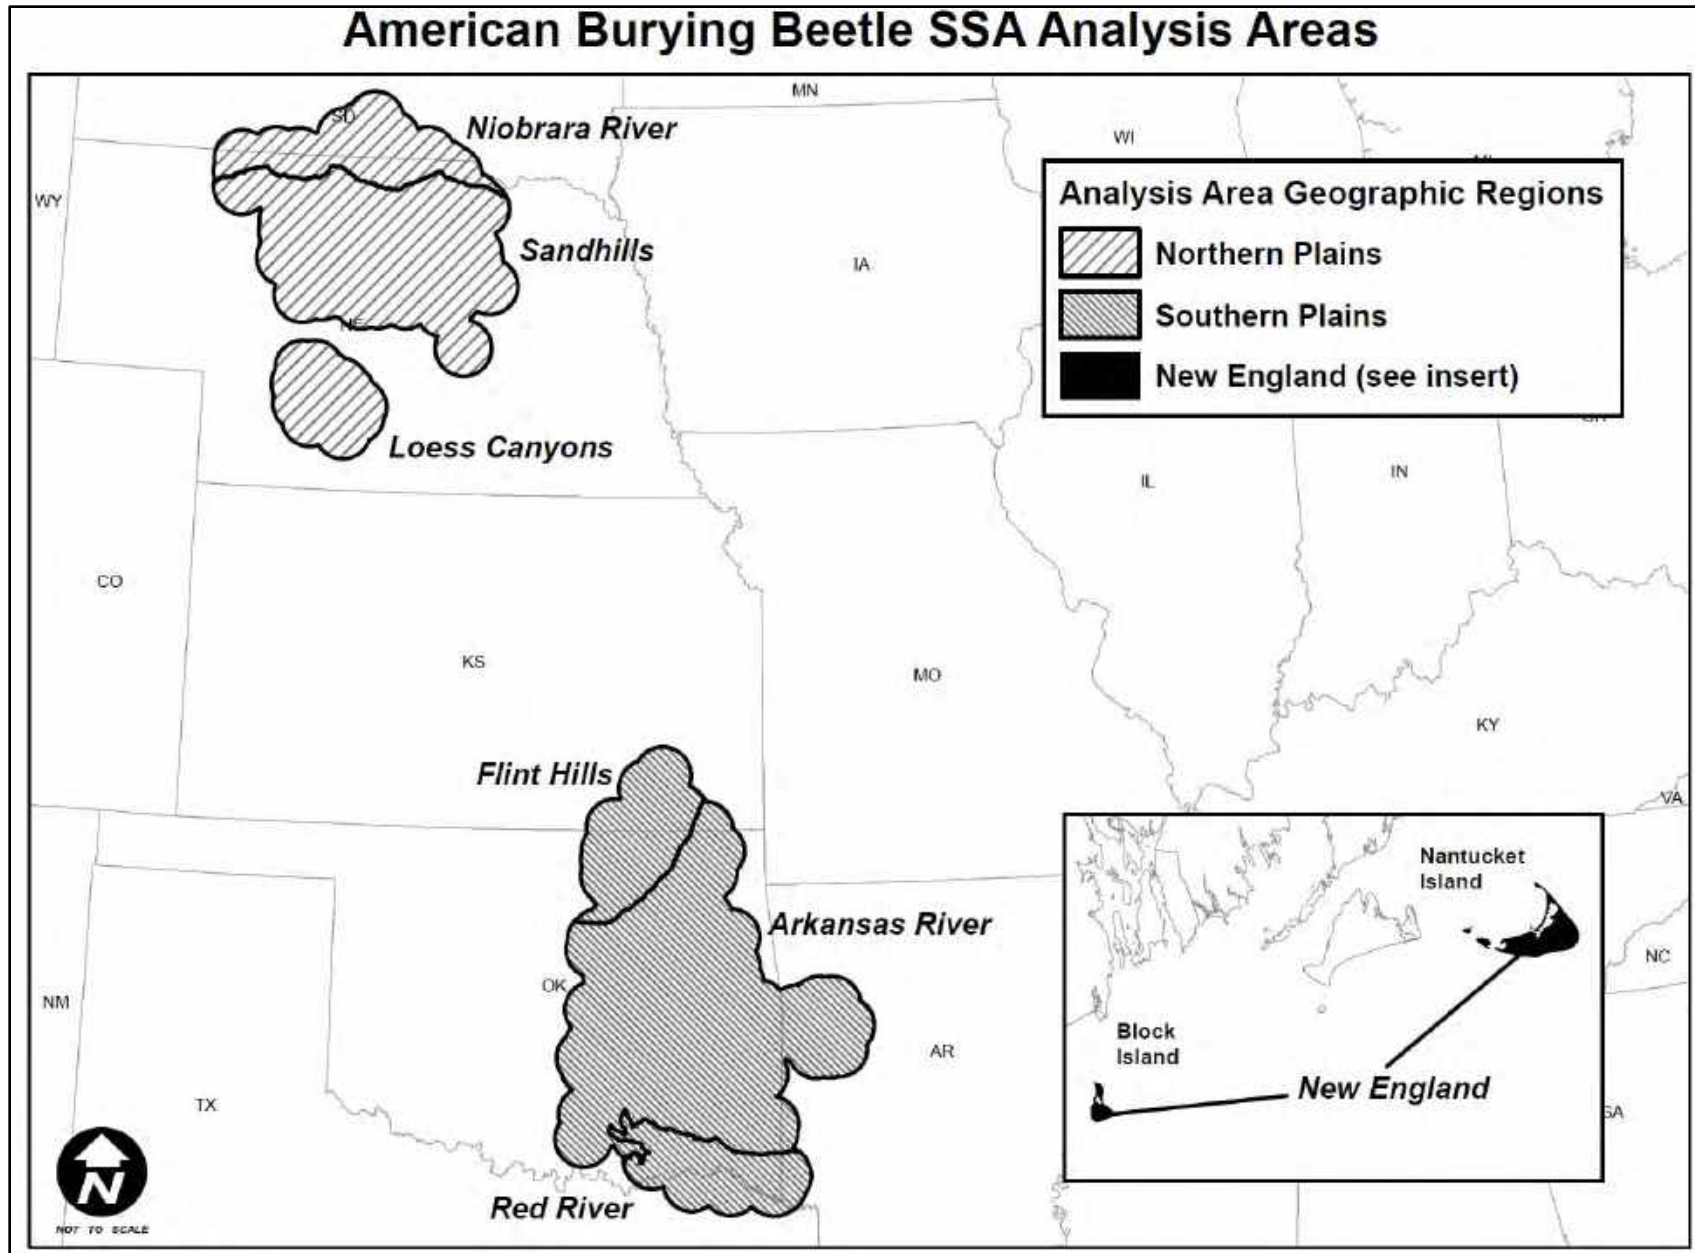 American Burying Beetle SSA Analysis Areas
MN
SD
Niobrara River
WI
WY
Analysis Area Geographic Regions
Northern Plains
Southern Plains
New England (see insert)
Sandhills
IA
NE
Loess Canyons
IL
IN
CO
KS
MO
KY
Flint Hills
VA
Arkansas River
OK
NM
AR
TX
NC
Red River
Nantucket
Island
Block
Island
New England
N
NOT TO SCALE